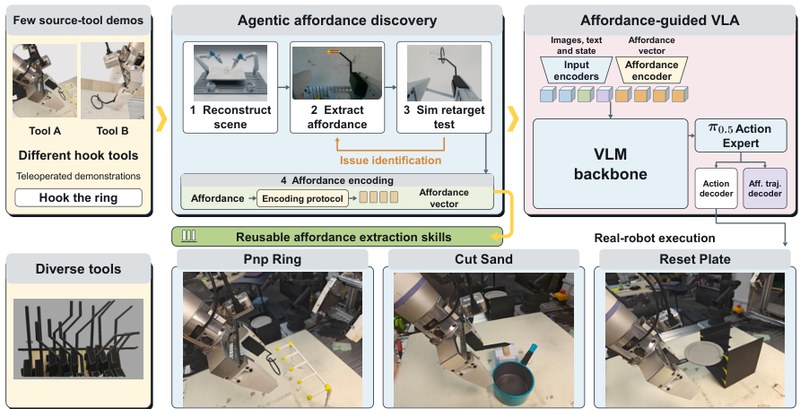 Few source-tool demos
Tool A
Tool B
Different hook tools
Teleoperated demonstrations
Hook the ring
Agentic affordance discovery
1 Reconstruct
scene
2 Extract
affordance
3 Sim retarget
test
Issue identification
4 Affordance encoding
Affordance
Encoding protocol
Affordance
vector
Reusable affordance extraction skills
Affordance-guided VLA
Images, text
and state
Affordance
vector
Input
encoders
Affordance
encoder
VLM
backbone
π0.5 Action
Expert
Action
decoder
Aff. traj.
decoder
Real-robot execution
Diverse tools
Pnp Ring
Cut Sand
Reset Plate